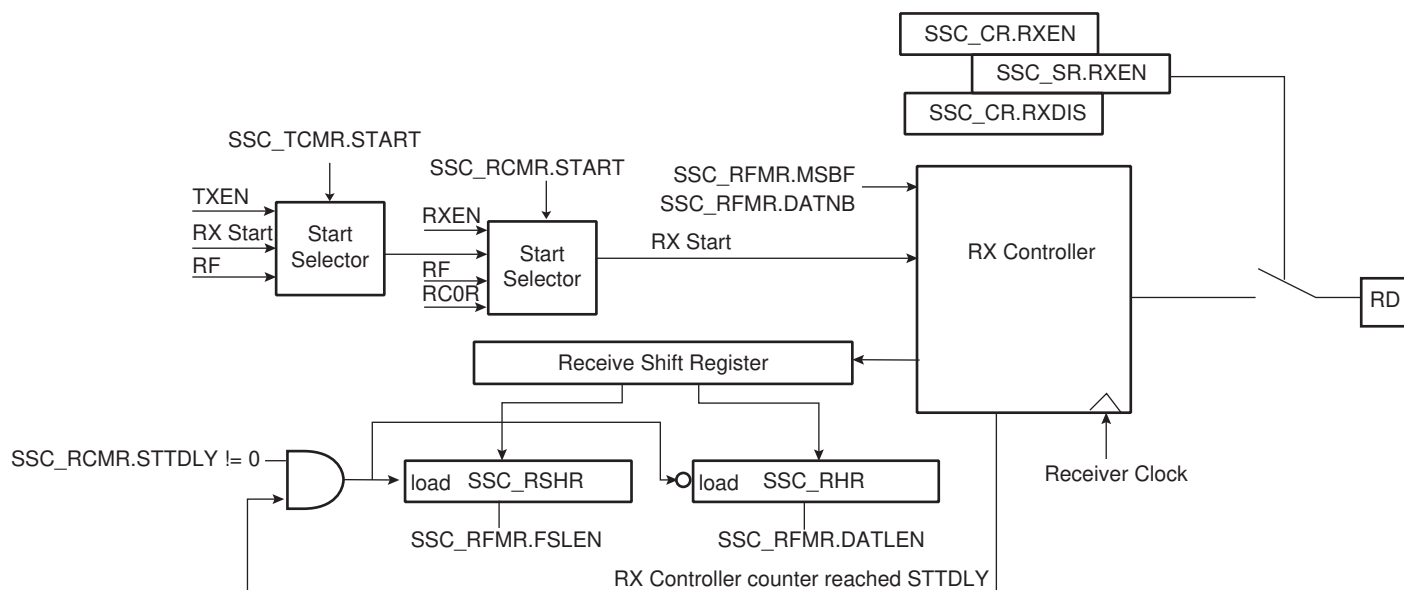 SSC_CR.RXEN
SSC_SR.RXEN
SSC_CR.RXDIS
SSC_TCMR.START
SSC_RCMR.START
SSC_RFMR.MSBF
SSC_RFMR.DATNB
TXEN
RX Start
RF
Start
Selector
RXEN
RF
RC0R
Start
Selector
RX Start
RX Controller
RD
Receive Shift Register
SSC_RCMR.STTDLY != 0
load SSC_RSHR
load SSC_RHR
Receiver Clock
SSC_RFMR.FSLEN
SSC_RFMR.DATLEN
RX Controller counter reached STTDLY